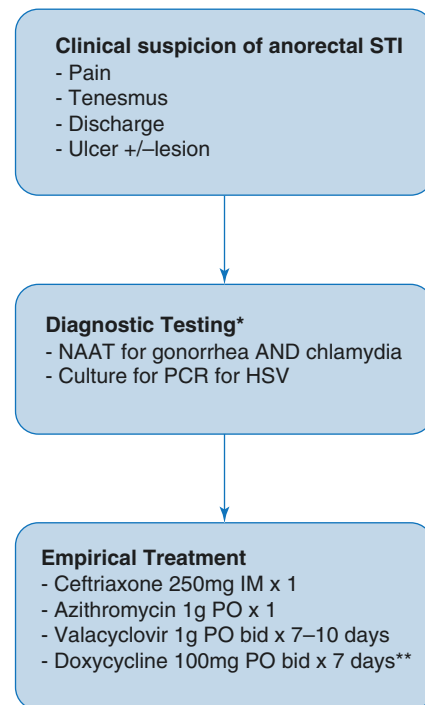 Clinical suspicion of anorectal STI
- Pain
- Tenesmus
- Discharge
- Ulcer +/–lesion
Diagnostic Testing*
- NAAT for gonorrhea AND chlamydia
- Culture for PCR for HSV
Empirical Treatment
- Ceftriaxone 250mg IM x 1
- Azithromycin 1g PO x 1
- Valacyclovir 1g PO bid x 7–10 days
- Doxycycline 100mg PO bid x 7 days**